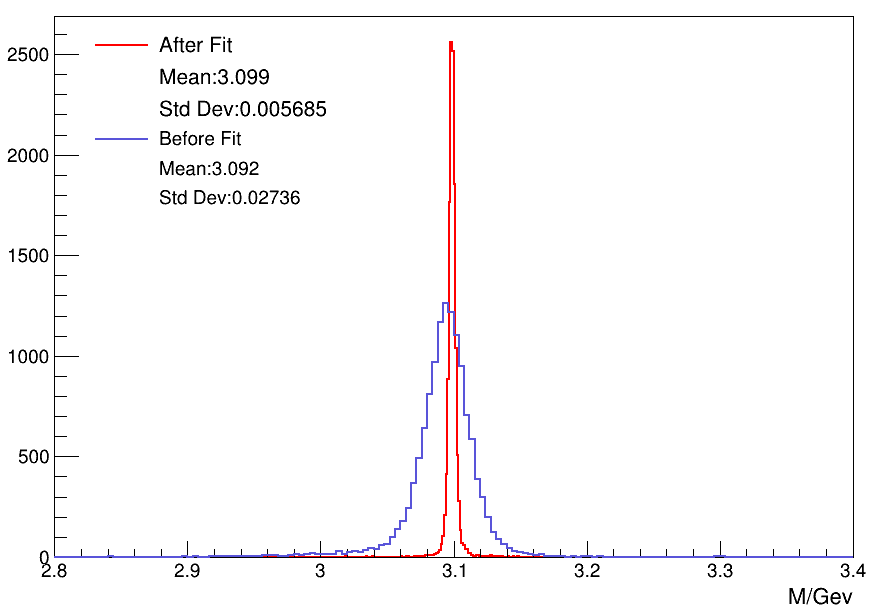 After Fit
Mean:3.099
Std Dev:0.005685
Before Fit
Mean:3.092
Std Dev:0.02736
2500
2000
1500
1000
500
0
2.8 2.9 3 3.1 3.2 3.3 3.4
M/Gev